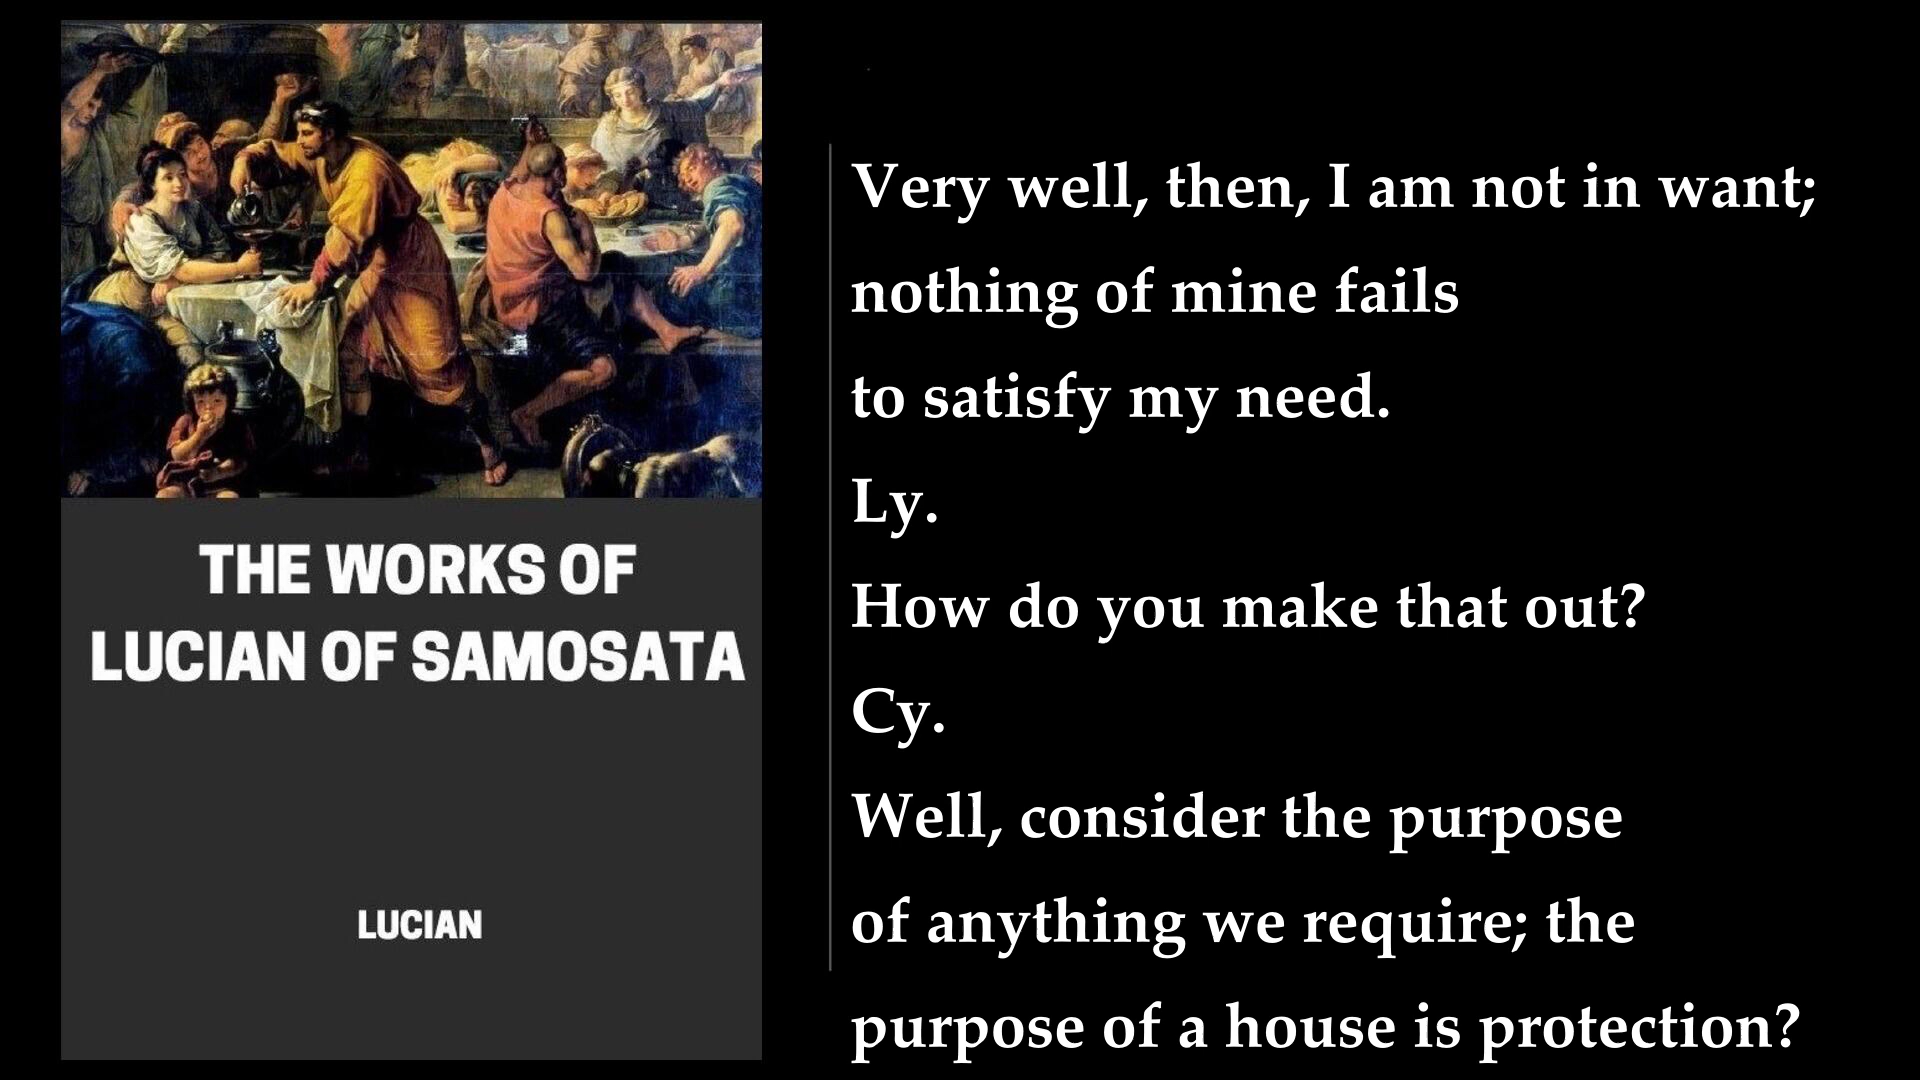 THE WORKS OF
LUCIAN OF SAMOSATA
LUCIAN
Very well, then, I am not in want;
nothing of mine fails
to satisfy my need.
Ly.
How do you make that out?
Cy.
Well, consider the purpose
of anything we require; the
purpose of a house is protection?